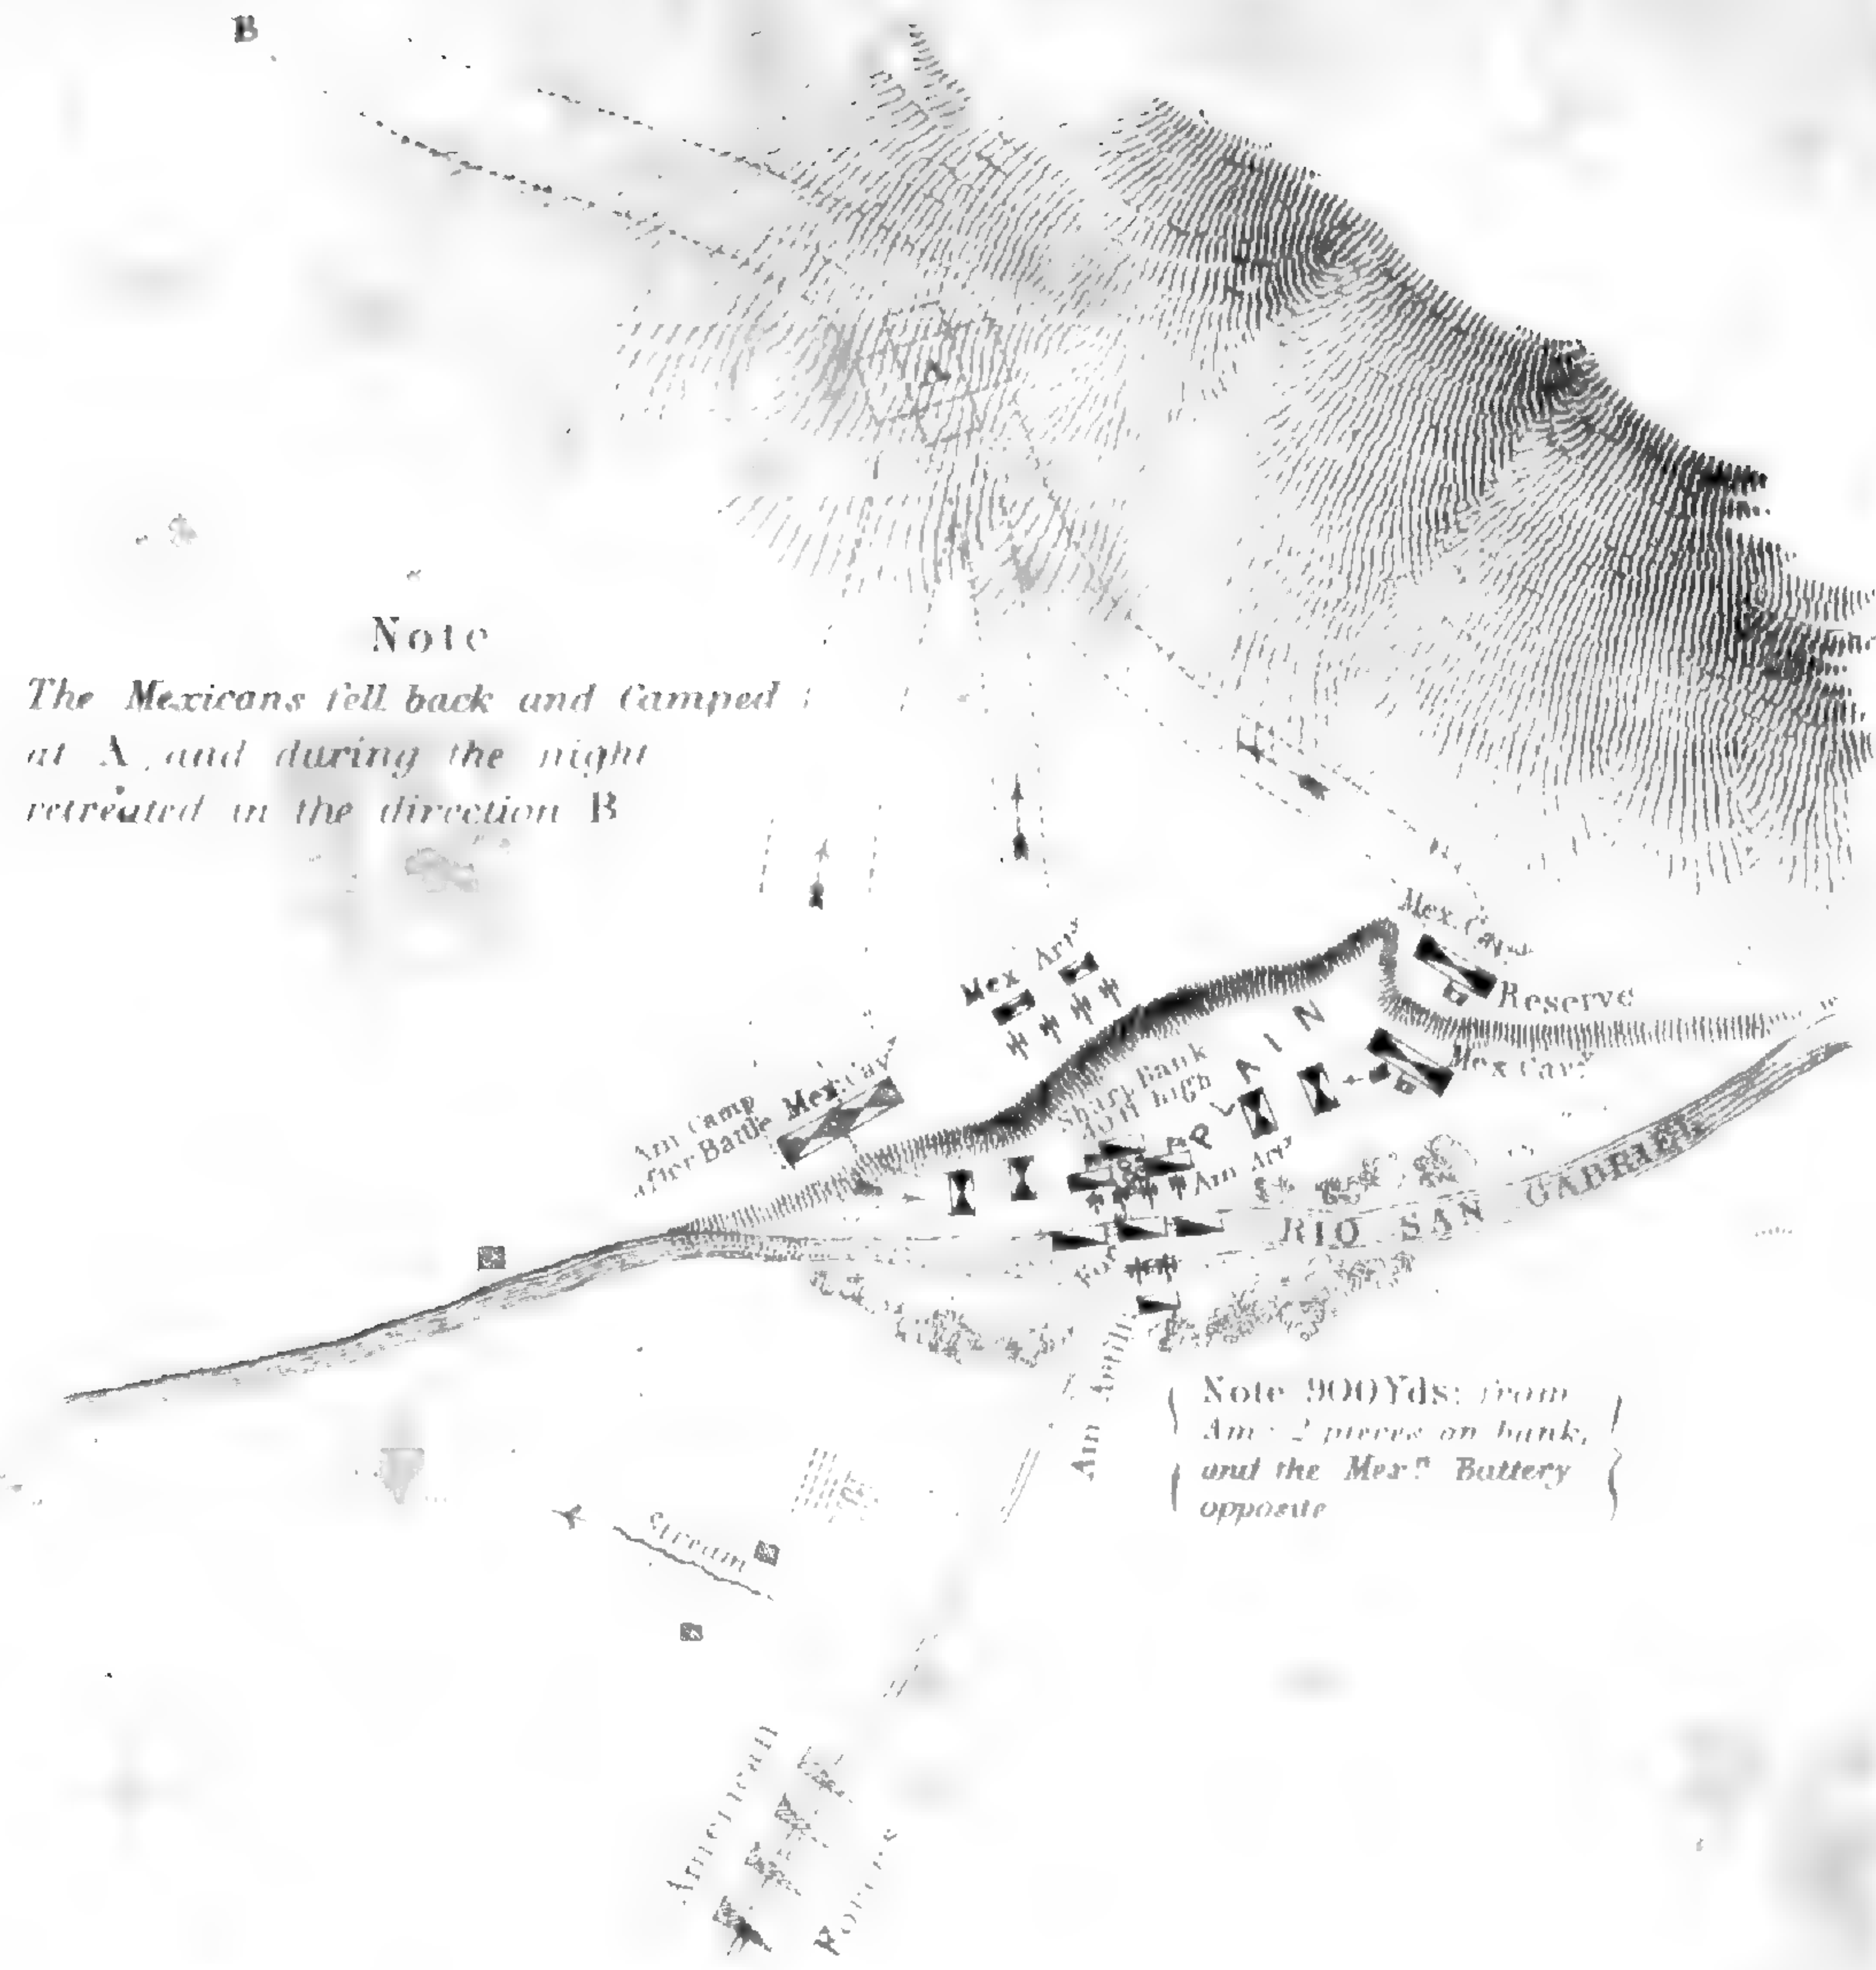 B
A
Note
The Mexicans fell back and Camped
at A, and during the night
retreated in the direction B
Mex Cav.y
Reserve
Mex Art.y
Mex Cav.y
Mex. Cav.
Am Camp
after Battle
Sharp Bank
40 ft high
PLAIN
Am Art.y
RIO SAN GABRIEL
Am Artill.
Note 900 Yds: from
Am: 2 pieces on bank,
and the Mex.n Battery
opposite
Stream
American
Force